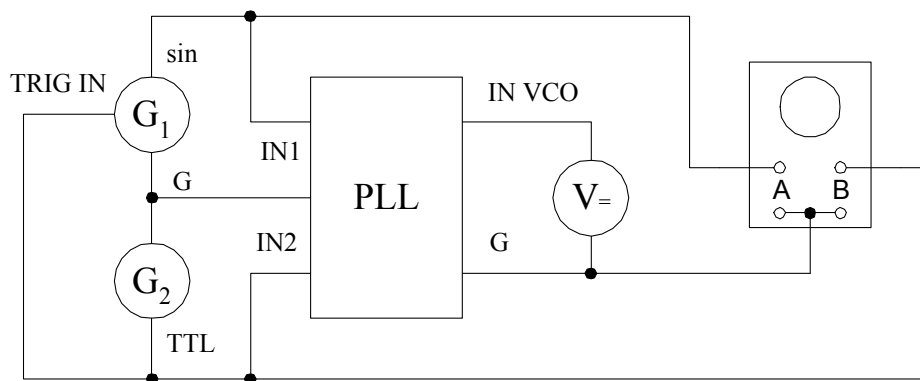 sin
TRIG IN
G1
IN VCO
IN1
G
PLL
V=
A B
IN2
G
G2
TTL